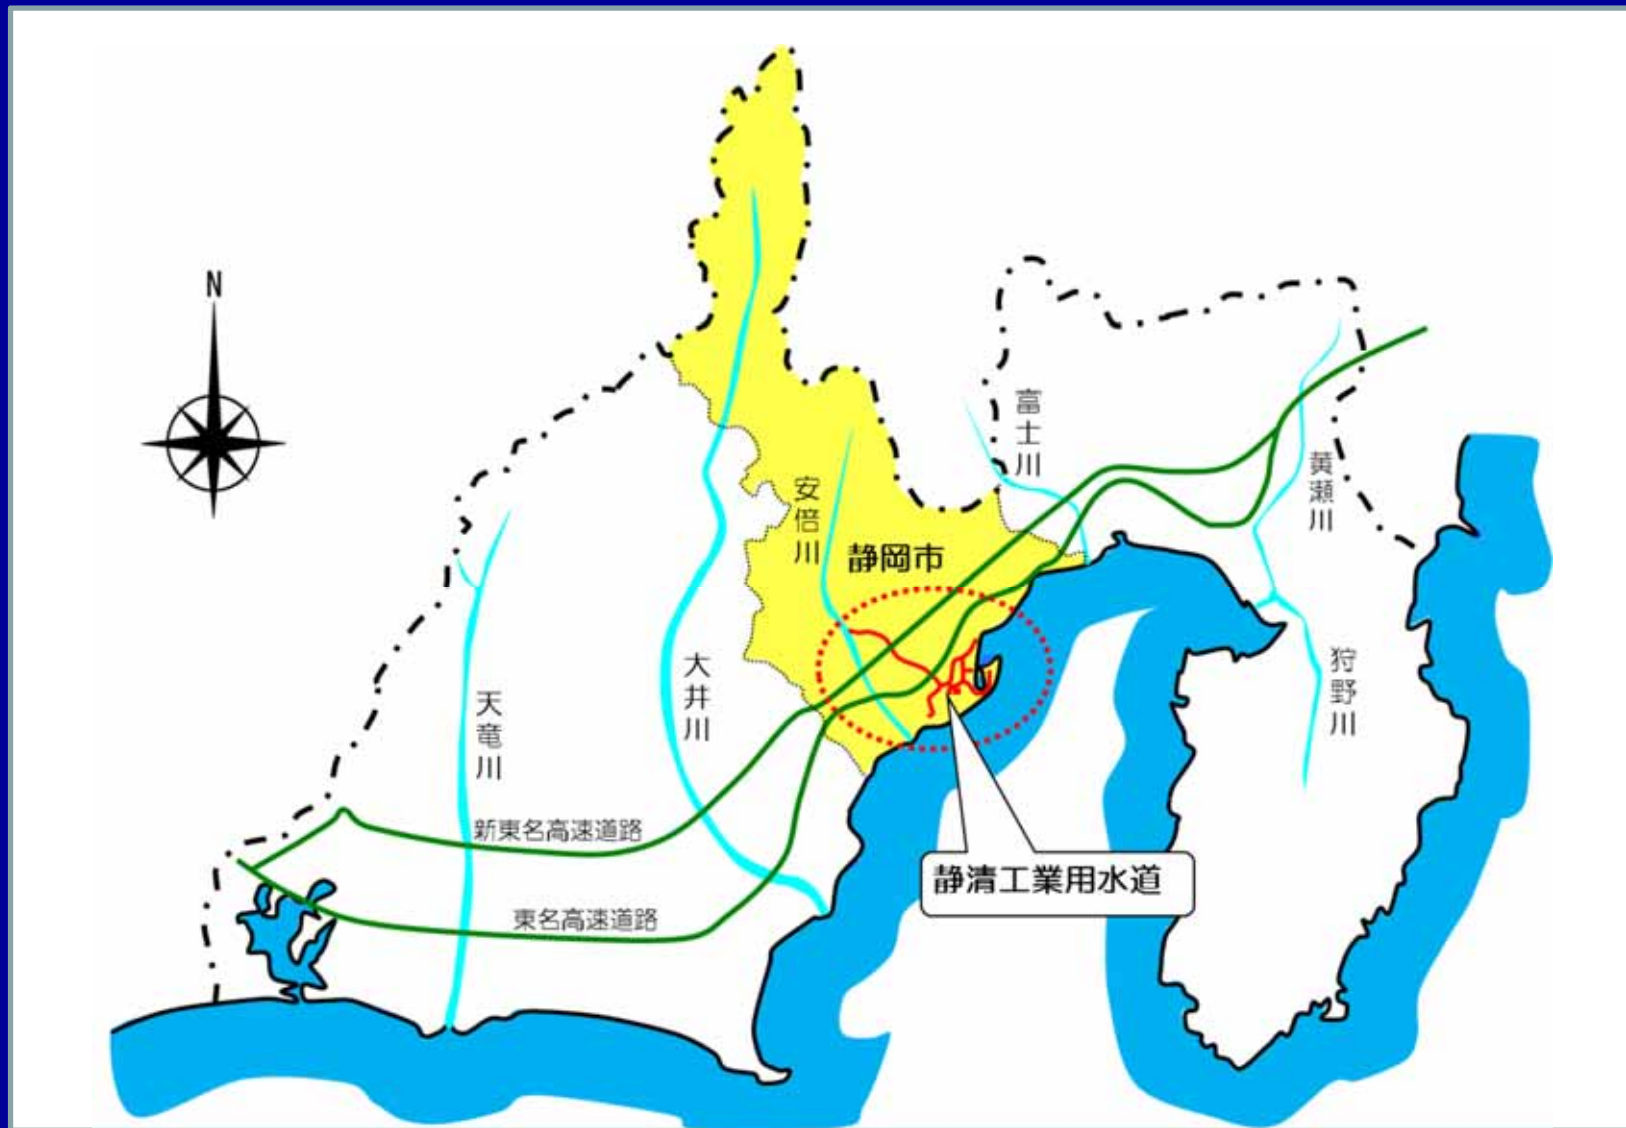 N
富士川
黄瀬川
安倍川
静岡市
大井川
狩野川
天竜川
新東名高速道路
静清工業用水道
東名高速道路